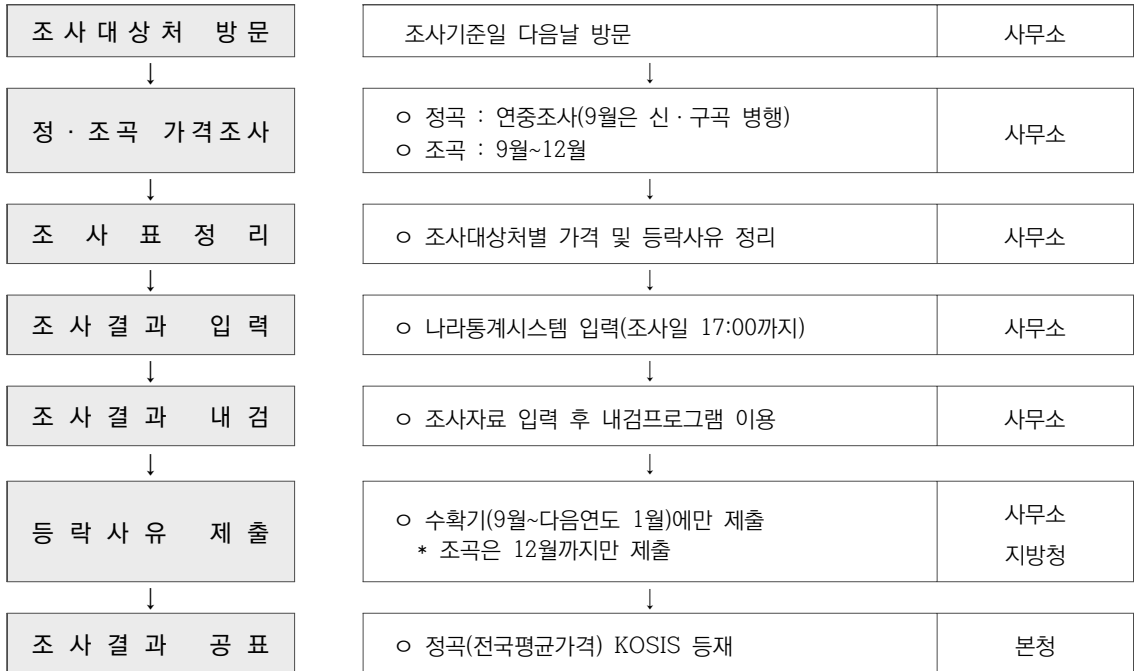 조사대상처 방문
조사기준일 다음날 방문
사무소
↓
↓
정·조곡 가격조사
ㅇ 정곡 : 연중조사(9월은 신·구곡 병행)
ㅇ 조곡 : 9월~12월
사무소
↓
↓
조사표정리
ㅇ 조사대상처별 가격 및 등락사유 정리
사무소
↓
↓
조사결과 입력
ㅇ 나라통계시스템 입력(조사일 17:00까지)
사무소
↓
↓
조사결과 내검
ㅇ 조사자료 입력 후 내검프로그램 이용
사무소
↓
↓
등락사유 제출
ㅇ 수확기(9월~다음연도 1월)에만 제출
* 조곡은 12월까지만 제출
사무소
지방청
↓
↓
조사결과 공표
ㅇ 정곡(전국평균가격) KOSIS 등재
본청